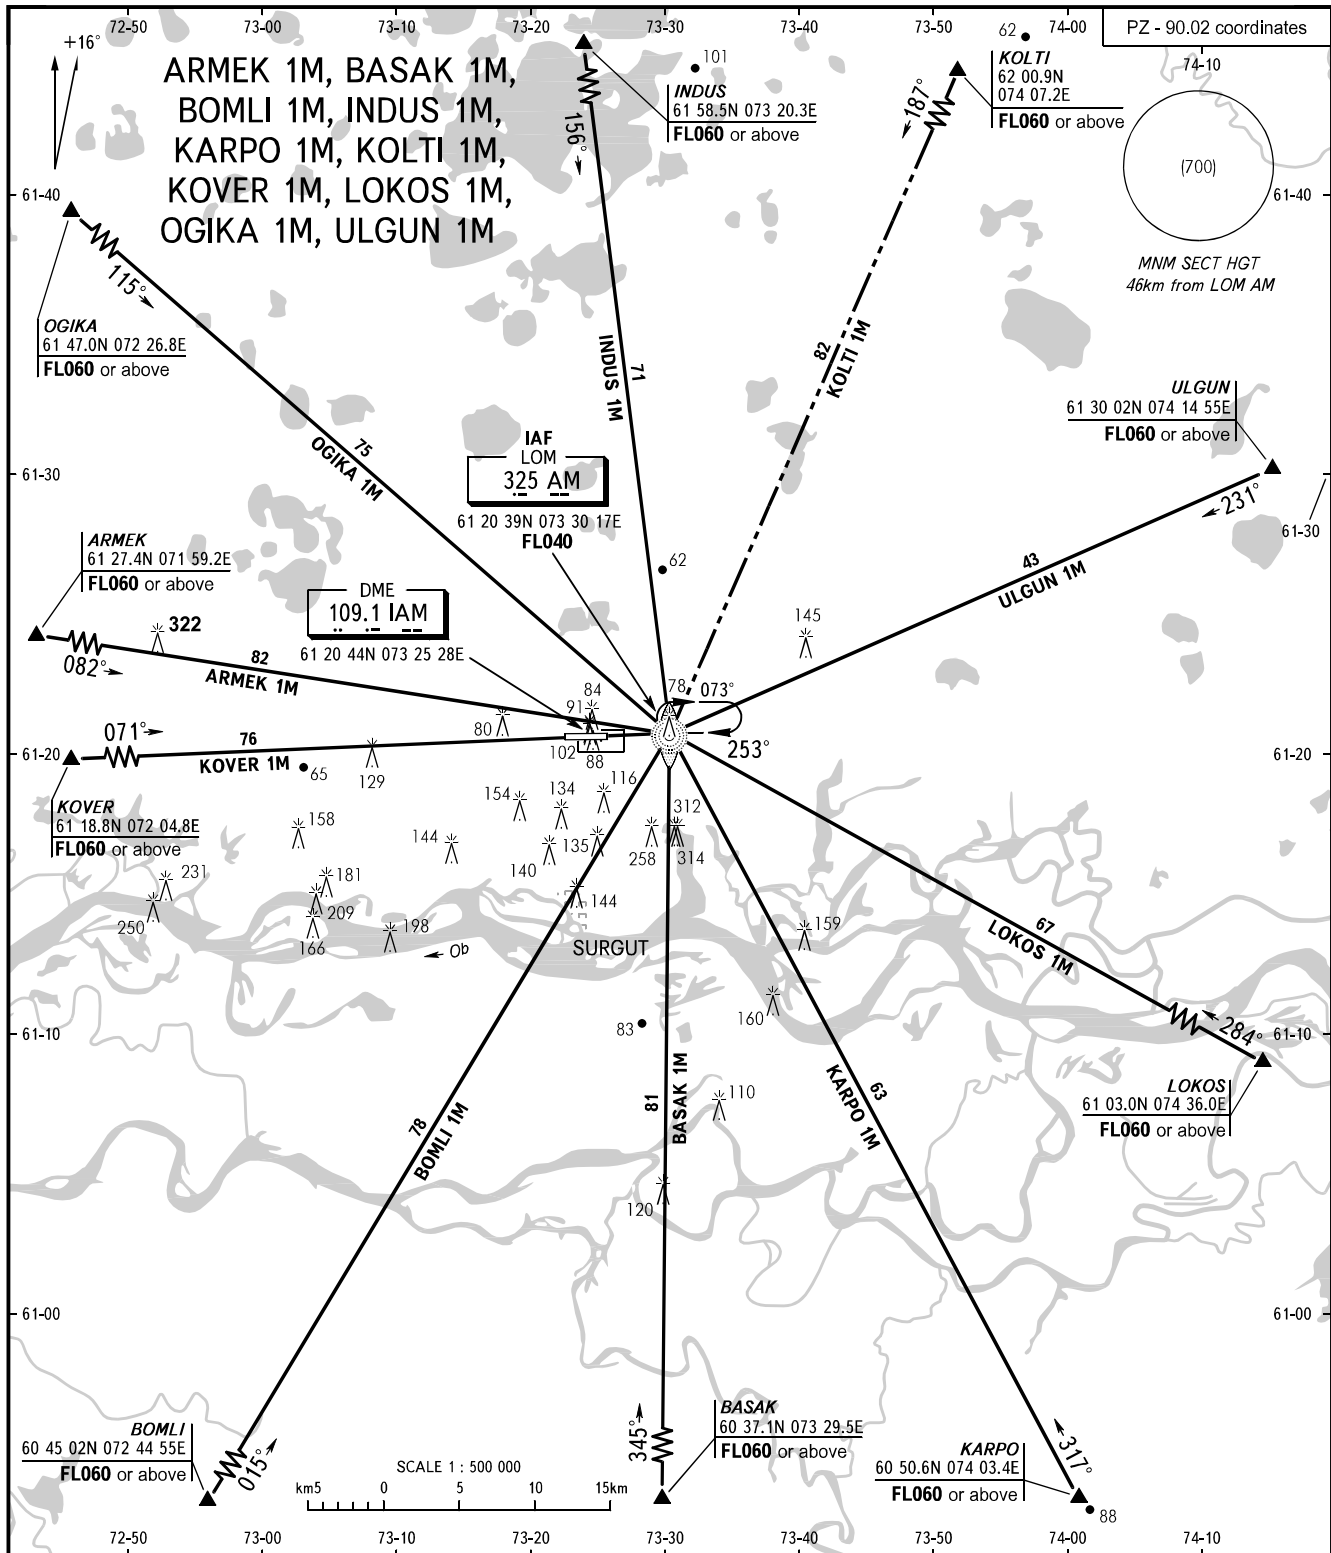 72-50
73-00
73-10
73-20
73-30
73-40
73-50
74-00
74-10
PZ - 90.02 coordinates
+16°
ARMEK 1M, BASAK 1M,
BOMLI 1M, INDUS 1M,
KARPO 1M, KOLTI 1M,
KOVER 1M, LOKOS 1M,
OGIKA 1M, ULGUN 1M
101
INDUS
61 58.5N 073 20.3E
FL060 or above
156°
62
KOLTI
62 00.9N
074 07.2E
FL060 or above
187°
(700)
MNM SECT HGT
46km from LOM AM
61-40
61-40
115°
OGIKA
61 47.0N 072 26.8E
FL060 or above
71
INDUS 1M
82
KOLTI 1M
ULGUN
61 30 02N 074 14 55E
FL060 or above
231°
75
OGIKA 1M
IAF
LOM
325 AM
61 20 39N 073 30 17E
FL040
61-30
61-30
ARMEK
61 27.4N 071 59.2E
FL060 or above
322
082°
62
43
ULGUN 1M
DME
109.1 IAM
61 20 44N 073 25 28E
145
82
ARMEK 1M
84
91
80
78
073°
253°
071°
76
KOVER 1M
65
129
102
88
61-20
61-20
KOVER
61 18.8N 072 04.8E
FL060 or above
154
134
116
312
158
144
140
135
258
314
231
181
250
209
166
198
144
159
Ob
SURGUT
67
LOKOS 1M
160
83
284°
61-10
61-10
LOKOS
61 03.0N 074 36.0E
FL060 or above
81
BASAK 1M
110
63
KARPO 1M
78
BOMLI 1M
120
61-00
61-00
BOMLI
60 45 02N 072 44 55E
FL060 or above
015°
345°
BASAK
60 37.1N 073 29.5E
FL060 or above
KARPO
60 50.6N 074 03.4E
FL060 or above
317°
88
SCALE 1 : 500 000
km5 0 5 10 15km
72-50
73-00
73-10
73-20
73-30
73-40
73-50
74-00
74-10